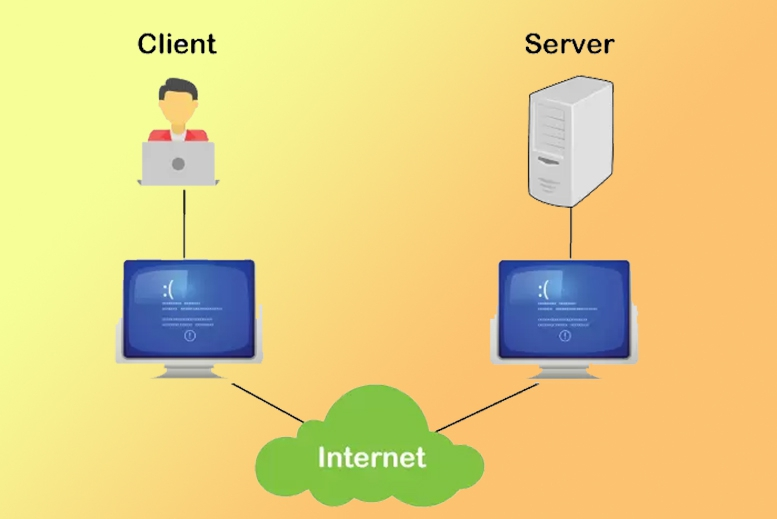 Client
Server
:(
:(
Internet